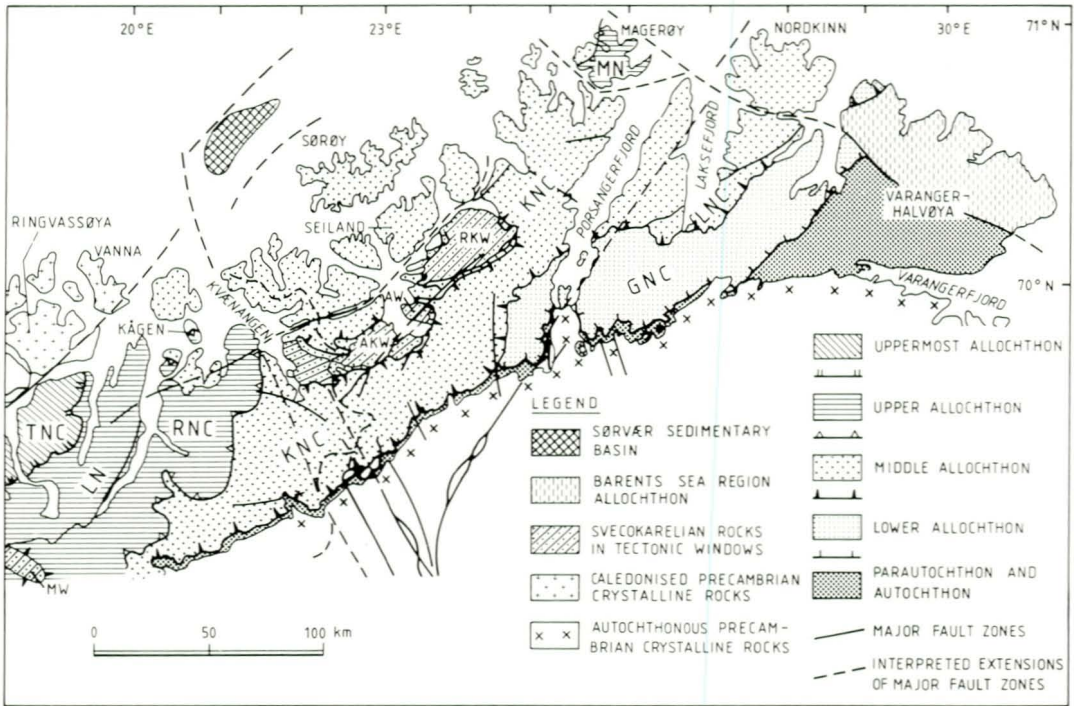 20°E
23°E
30°E
71°N
MAGERØY
NORDKINN
MN
SØRØY
PORSANGERFJORD
LAKSEFJORD
KNC
LNC
VARANGER-
HALVØYA
RINGVASSØYA
SEILAND
RKW
VANNA
GNC
70°N
VARANGERFJORD
KVÆNANGEN
AW
KÅGEN
AKW
TNC
RNC
LN
KNC
MW
0 50 100 km
LEGEND
SØRVÆR SEDIMENTARY
BASIN
BARENTS SEA REGION
ALLOCHTHON
SVECOKARELIAN ROCKS
IN TECTONIC WINDOWS
CALEDONISED PRECAMBRIAN
CRYSTALLINE ROCKS
AUTOCHTHONOUS PRECAM-
BRIAN CRYSTALLINE ROCKS
UPPERMOST ALLOCHTHON
UPPER ALLOCHTHON
MIDDLE ALLOCHTHON
LOWER ALLOCHTHON
PARAUTOCHTHON AND
AUTOCHTHON
MAJOR FAULT ZONES
INTERPRETED EXTENSIONS
OF MAJOR FAULT ZONES